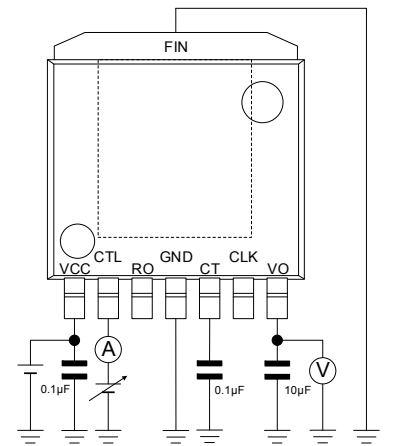 FIN
VCC CTL RO GND CT CLK VO
A
V
0.1μF 0.1μF 10μF